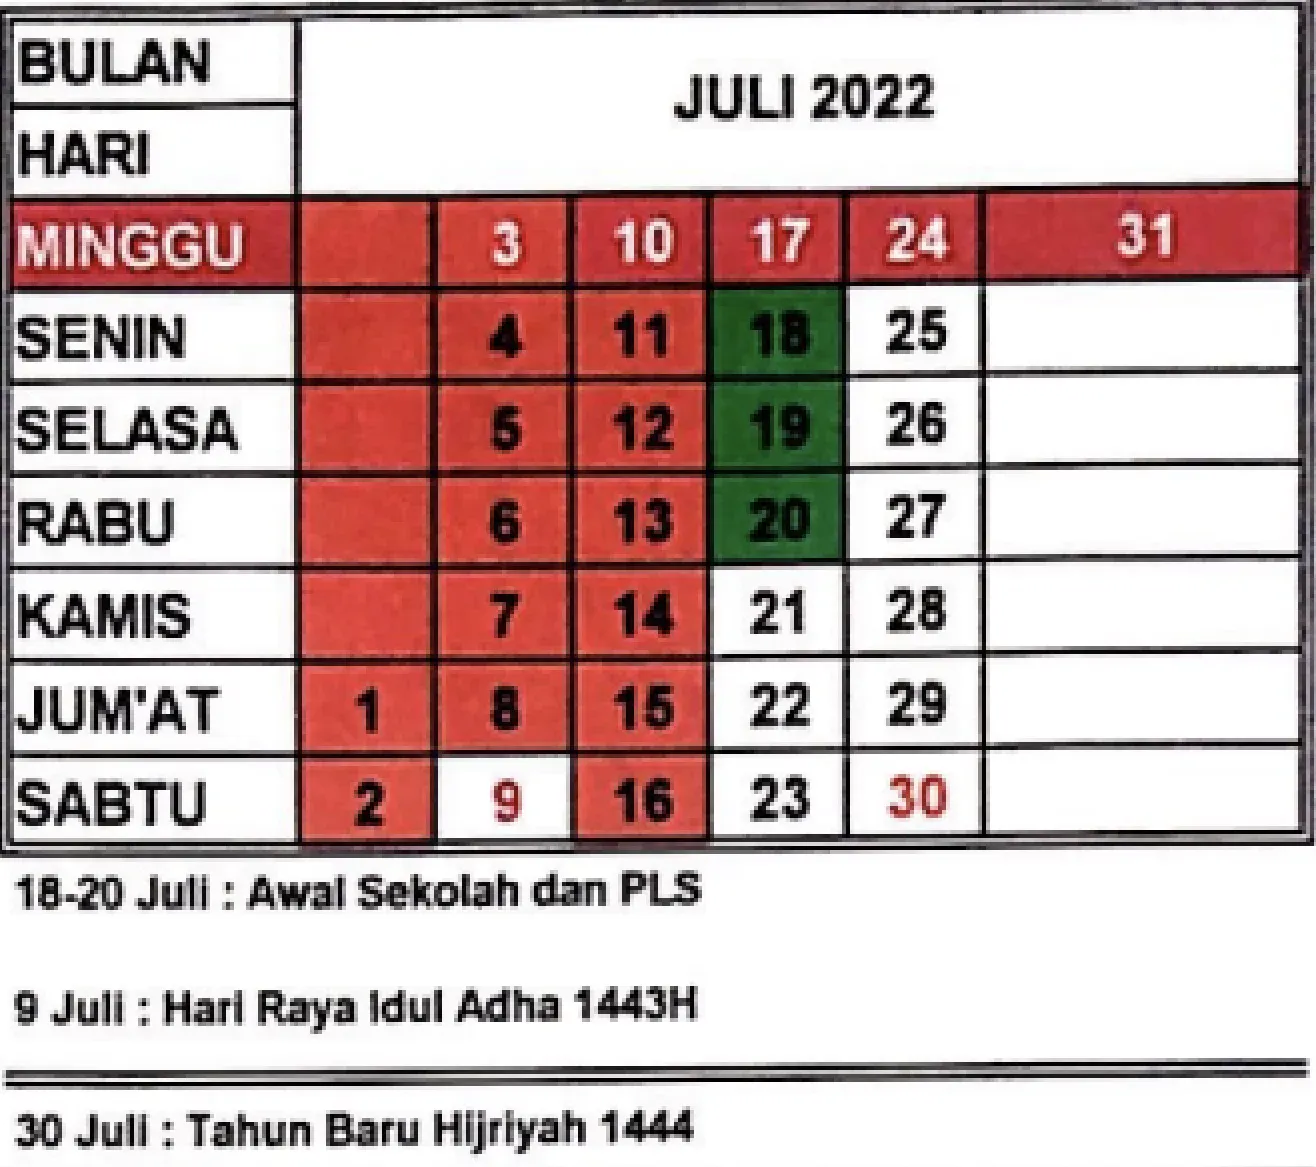 BULAN
JULI 2022
HARI
MINGGU 3 10 17 24 31
SENIN 4 11 18 25
SELASA 5 12 19 26
RABU 6 13 20 27
KAMIS 7 14 21 28
JUM'AT 1 8 15 22 29
SABTU 2 9 16 23 30
18-20 Juli : Awal Sekolah dan PLS
9 Juli : Hari Raya Idul Adha 1443H
30 Juli : Tahun Baru Hijriyah 1444